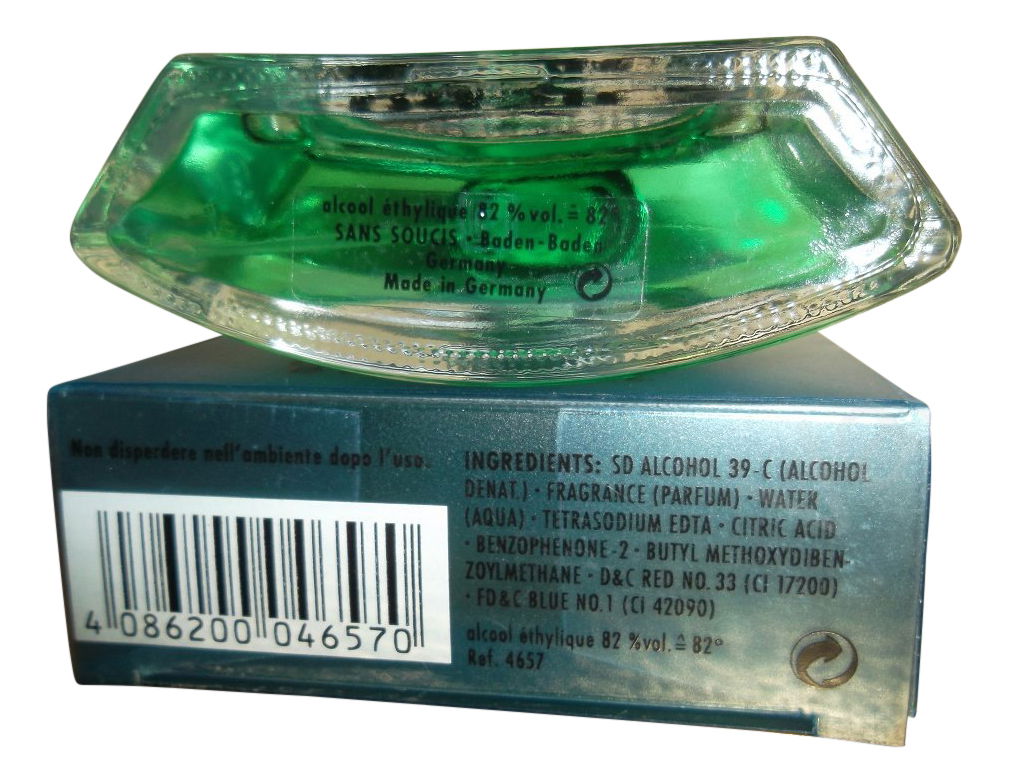 alcool éthylique 82 % vol. ≙ 82°
SANS SOUCIS · Baden-Baden
Germany
Made in Germany
Non disperdere nell'ambiente dopo l'uso.
4 086200 046570
INGREDIENTS: SD ALCOHOL 39-C (ALCOHOL
DENAT.) · FRAGRANCE (PARFUM) · WATER
(AQUA) · TETRASODIUM EDTA · CITRIC ACID
· BENZOPHENONE-2 · BUTYL METHOXYDIBEN-
ZOYLMETHANE · D&C RED NO. 33 (CI 17200)
· FD&C BLUE NO.1 (CI 42090)
alcool éthylique 82 %vol. ≙ 82°
Ref. 4657